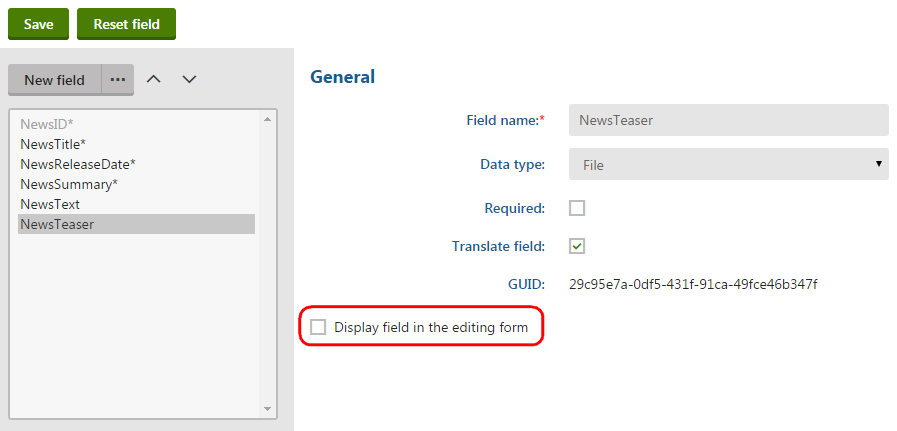 Save Reset field
New field ...
NewsID*
NewsTitle*
NewsReleaseDate*
NewsSummary*
NewsText
NewsTeaser
General
Field name:* NewsTeaser
Data type: File
Required:
Translate field:
GUID: 29c95e7a-0df5-431f-91ca-49fce46b347f
Display field in the editing form